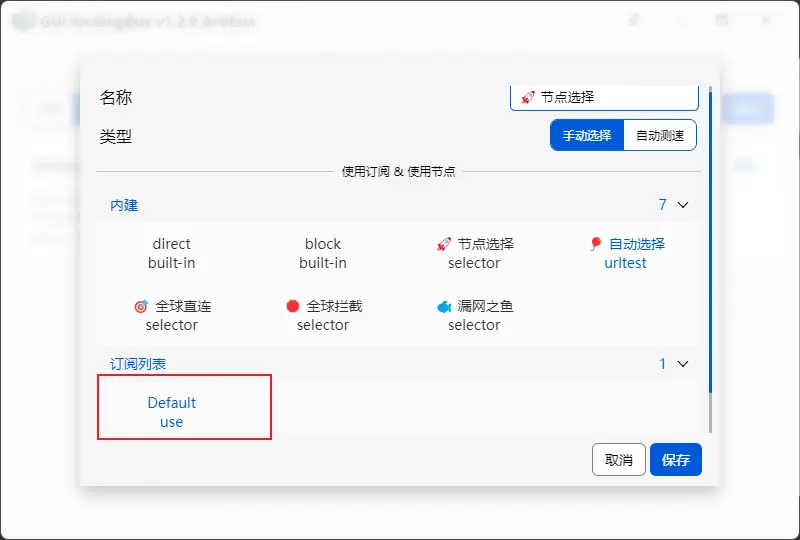 GUI.forSingBox v1.2.8 Artifact
名称
节点选择
类型
手动选择
自动测速
使用订阅 & 使用节点
内建
7
direct
built-in
block
built-in
节点选择
selector
自动选择
urltest
全球直连
selector
全球拦截
selector
漏网之鱼
selector
订阅列表
1
Default
use
取消
保存